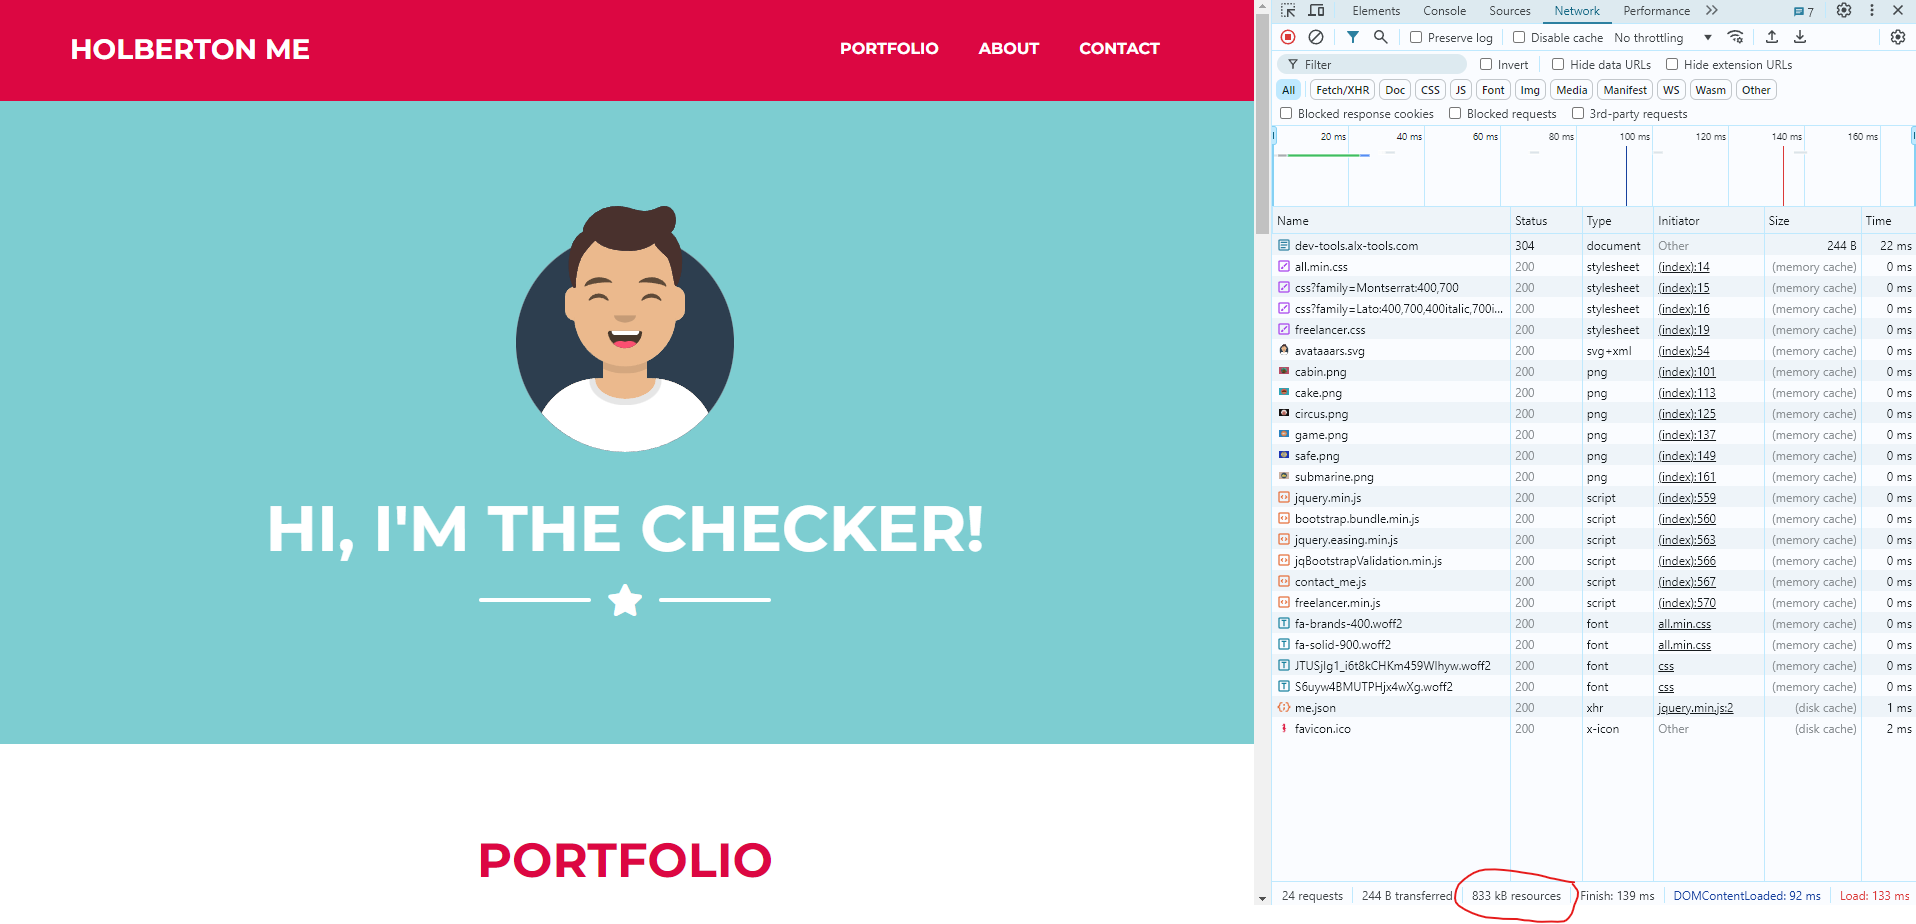 HOLBERTON ME
PORTFOLIO ABOUT CONTACT
HI, I'M THE CHECKER!
PORTFOLIO
Elements Console Sources Network Performance 7
Preserve log Disable cache No throttling
Filter Invert Hide data URLs Hide extension URLs
All Fetch/XHR Doc CSS JS Font Img Media Manifest WS Wasm Other
Blocked response cookies Blocked requests 3rd-party requests
20 ms 40 ms 60 ms 80 ms 100 ms 120 ms 140 ms 160 ms
Name Status Type Initiator Size Time
dev-tools.alx-tools.com 304 document Other 244 B 22 ms
all.min.css 200 stylesheet (index):14 (memory cache) 0 ms
css?family=Montserrat:400,700 200 stylesheet (index):15 (memory cache) 0 ms
css?family=Lato:400,700,400italic,700i... 200 stylesheet (index):16 (memory cache) 0 ms
freelancer.css 200 stylesheet (index):19 (memory cache) 0 ms
avataaars.svg 200 svg+xml (index):54 (memory cache) 0 ms
cabin.png 200 png (index):101 (memory cache) 0 ms
cake.png 200 png (index):113 (memory cache) 0 ms
circus.png 200 png (index):125 (memory cache) 0 ms
game.png 200 png (index):137 (memory cache) 0 ms
safe.png 200 png (index):149 (memory cache) 0 ms
submarine.png 200 png (index):161 (memory cache) 0 ms
jquery.min.js 200 script (index):559 (memory cache) 0 ms
bootstrap.bundle.min.js 200 script (index):560 (memory cache) 0 ms
jquery.easing.min.js 200 script (index):563 (memory cache) 0 ms
jqBootstrapValidation.min.js 200 script (index):566 (memory cache) 0 ms
contact_me.js 200 script (index):567 (memory cache) 0 ms
freelancer.min.js 200 script (index):570 (memory cache) 0 ms
fa-brands-400.woff2 200 font all.min.css (memory cache) 0 ms
fa-solid-900.woff2 200 font all.min.css (memory cache) 0 ms
JTUSjIg1_i6t8kCHKm459Wlhyw.woff2 200 font css (memory cache) 0 ms
S6uyw4BMUTPHjx4wXg.woff2 200 font css (memory cache) 0 ms
me.json 200 xhr jquery.min.js:2 (disk cache) 1 ms
favicon.ico 200 x-icon Other (disk cache) 2 ms
24 requests 244 B transferred 833 kB resources Finish: 139 ms DOMContentLoaded: 92 ms Load: 133 ms